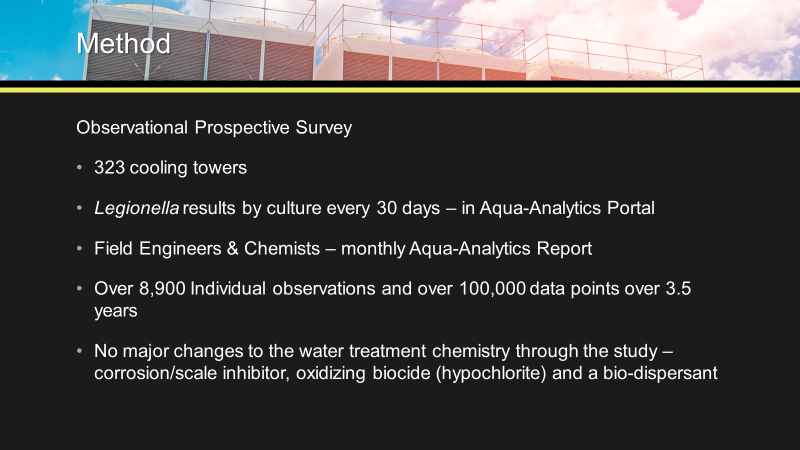 Method
Observational Prospective Survey
• 323 cooling towers
• Legionella results by culture every 30 days – in Aqua-Analytics Portal
• Field Engineers & Chemists – monthly Aqua-Analytics Report
• Over 8,900 Individual observations and over 100,000 data points over 3.5
years
• No major changes to the water treatment chemistry through the study –
corrosion/scale inhibitor, oxidizing biocide (hypochlorite) and a bio-dispersant